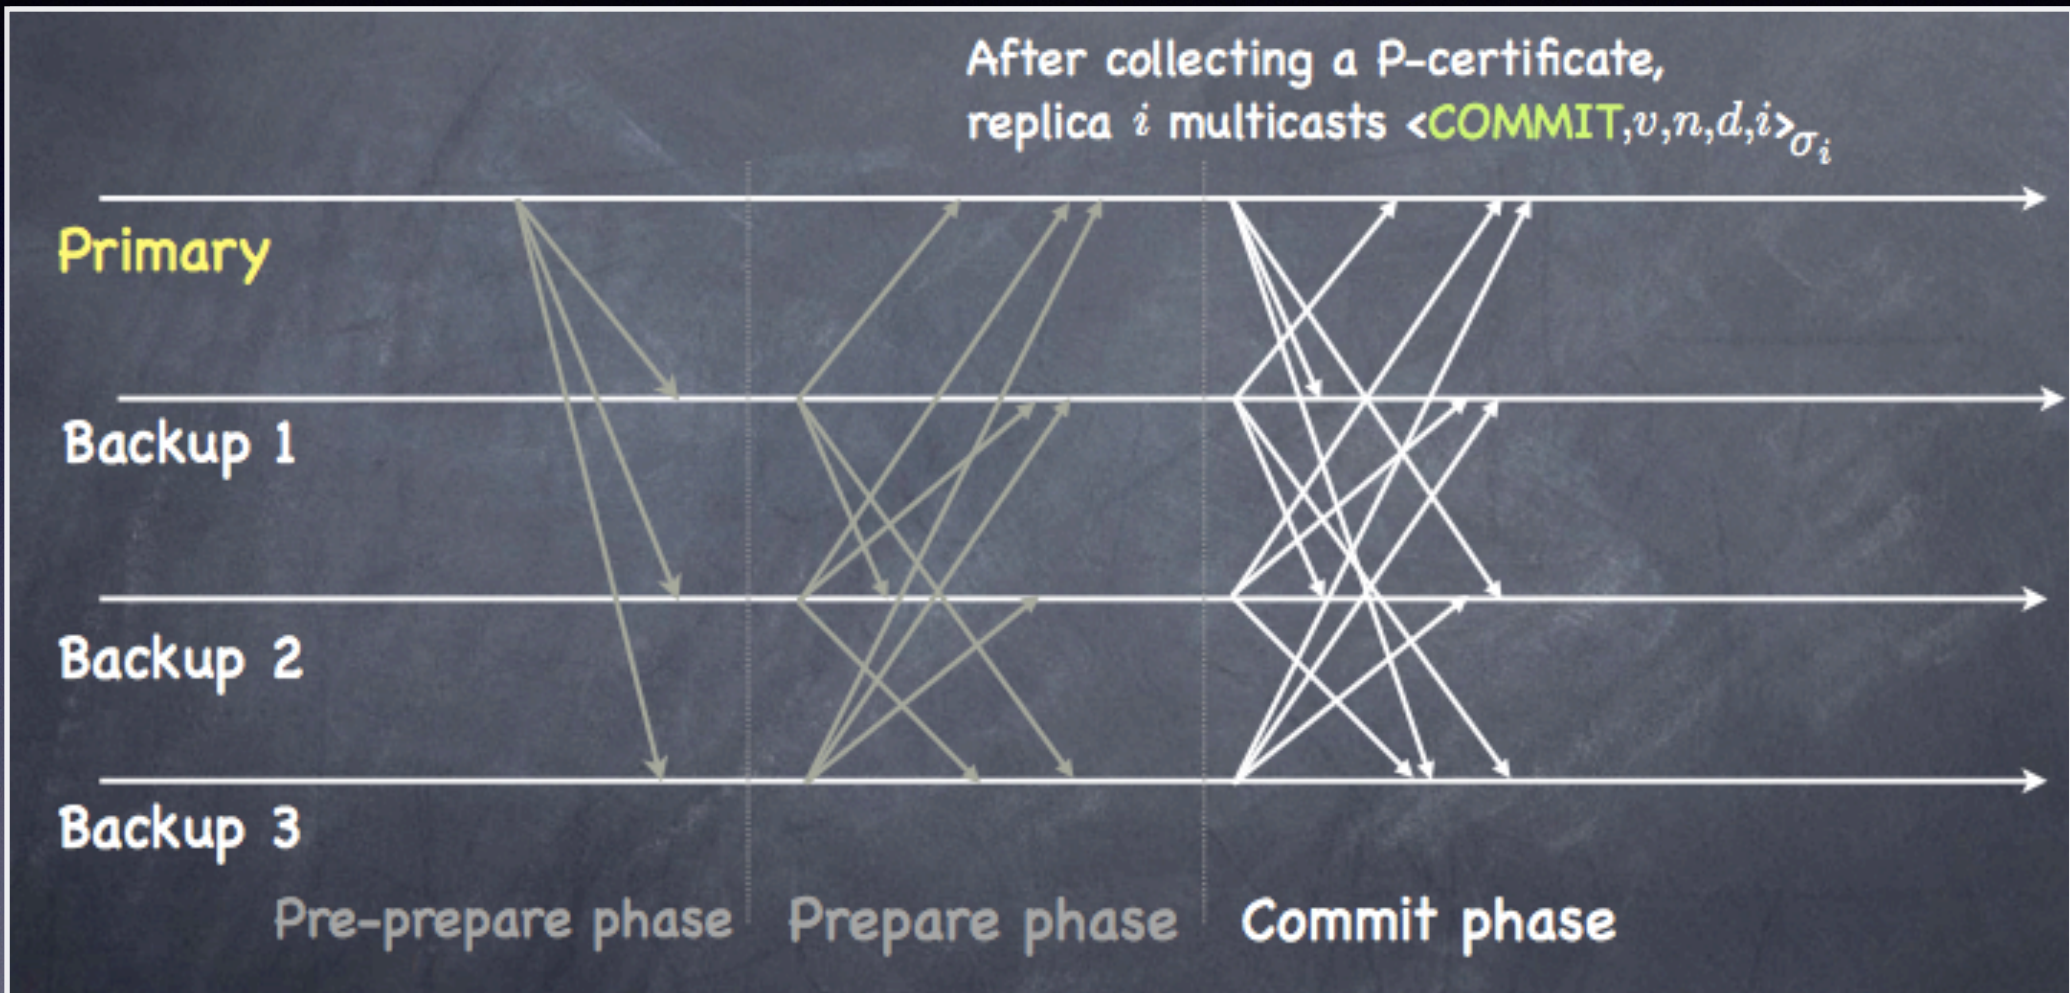 After collecting a P-certificate,
replica i multicasts <COMMIT,v,n,d,i>σi
Primary
Backup 1
Backup 2
Backup 3
Pre-prepare phase
Prepare phase
Commit phase